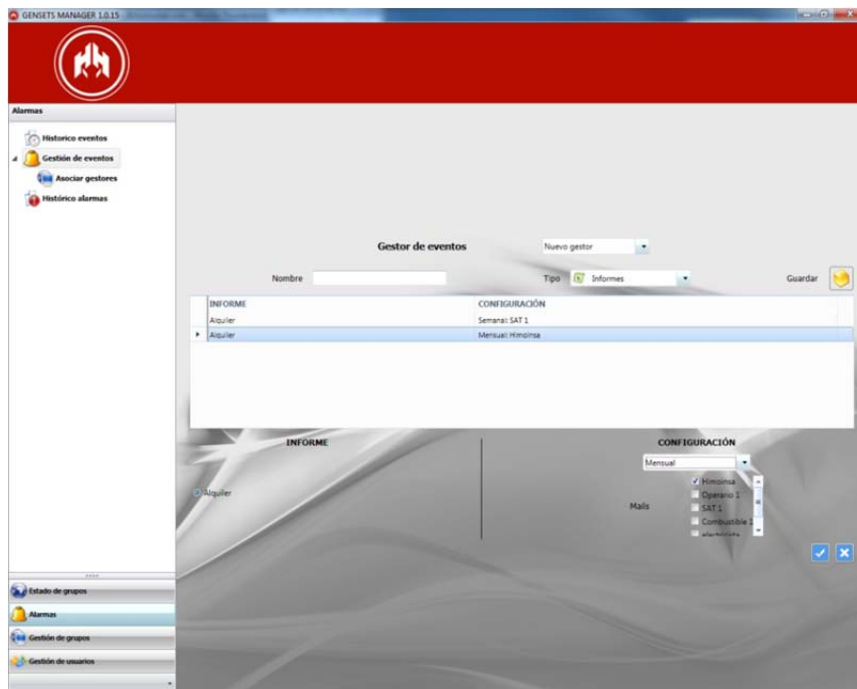 GENSETS MANAGER 1.0.15
Alarmas
Historico eventos
Gestión de eventos
Asociar gestores
Histórico alarmas
Gestor de eventos
Nuevo gestor
Nombre
Tipo
Informes
Guardar
INFORME
CONFIGURACIÓN
Alquiler
Semanal: SAT 1
Alquiler
Mensual: Himoinsa
INFORME
CONFIGURACIÓN
Mensual
Alquiler
Mails
Himoinsa
Operario 1
SAT 1
Combustible 1
electricista
Estado de grupos
Alarmas
Gestión de grupos
Gestión de usuarios